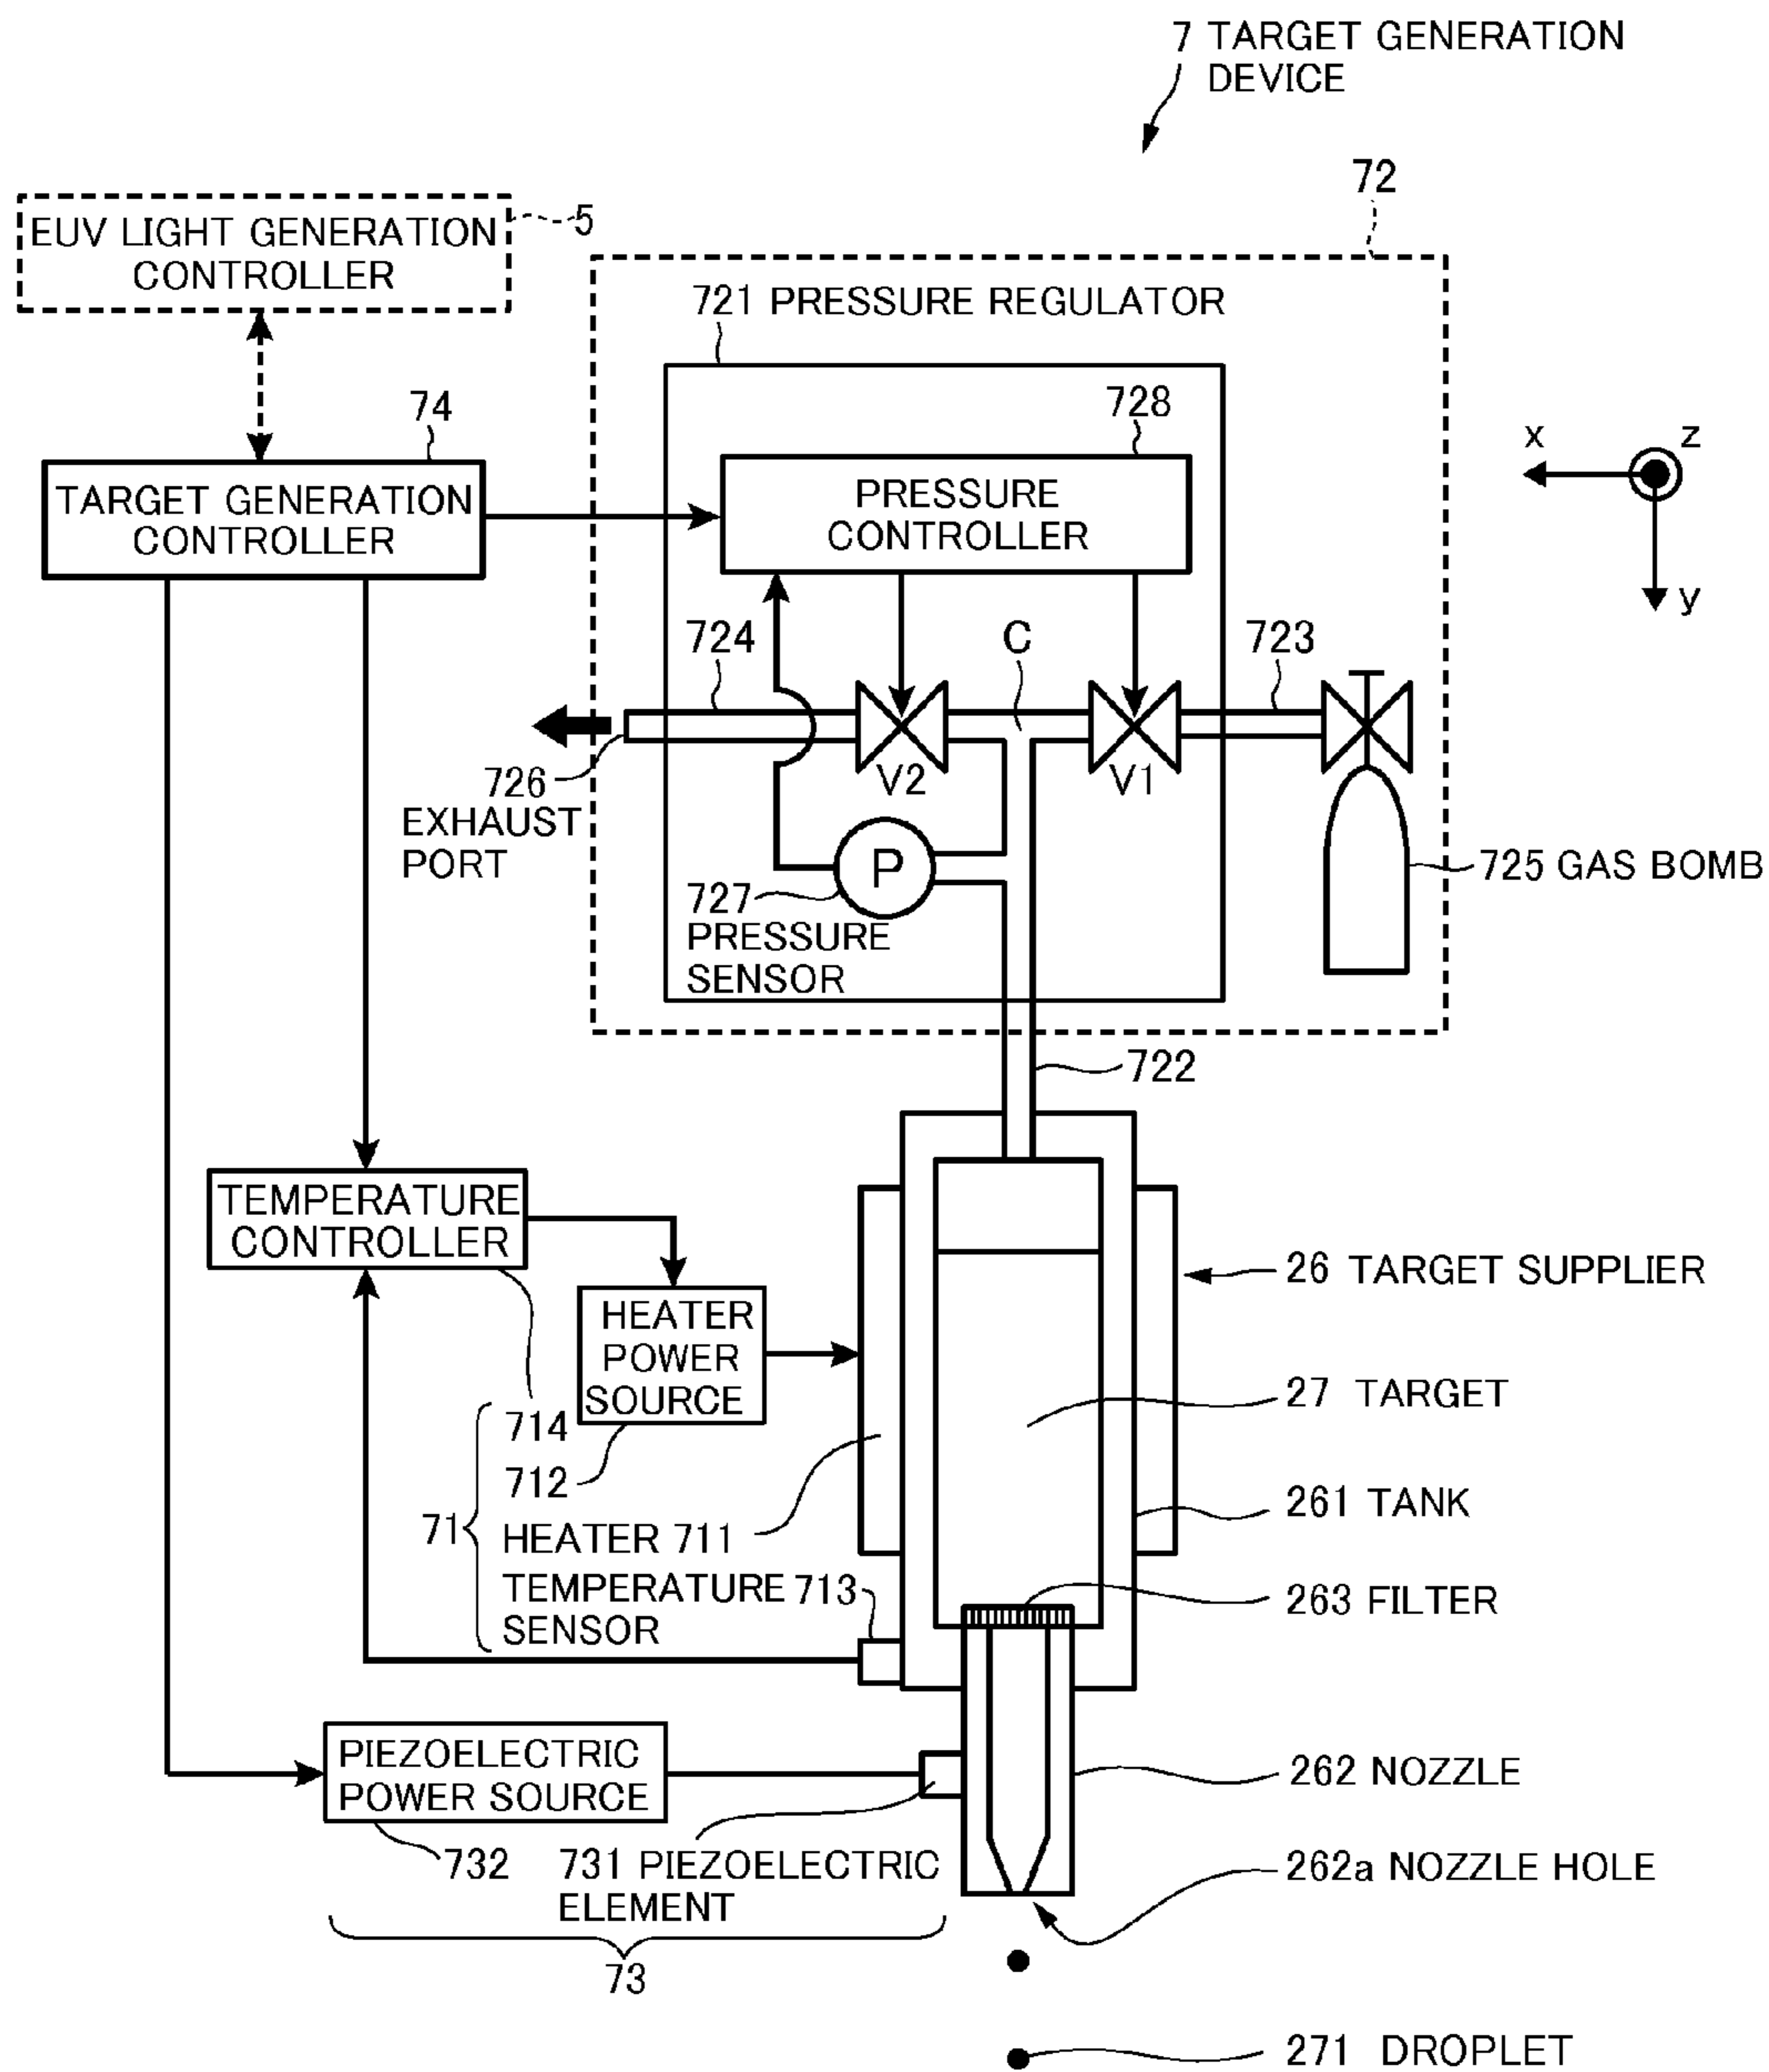 7 TARGET GENERATION
DEVICE
72
EUV LIGHT GENERATION
CONTROLLER
5
721 PRESSURE REGULATOR
74
728
x
z
TARGET GENERATION
CONTROLLER
PRESSURE
CONTROLLER
y
724
C
723
V2
V1
726
EXHAUST
PORT
P
725 GAS BOMB
727
PRESSURE
SENSOR
722
TEMPERATURE
CONTROLLER
26 TARGET SUPPLIER
HEATER
POWER
SOURCE
27 TARGET
714
712
71
HEATER 711
261 TANK
TEMPERATURE 713
SENSOR
263 FILTER
PIEZOELECTRIC
POWER SOURCE
262 NOZZLE
732
731 PIEZOELECTRIC
ELEMENT
262a NOZZLE HOLE
73
271 DROPLET